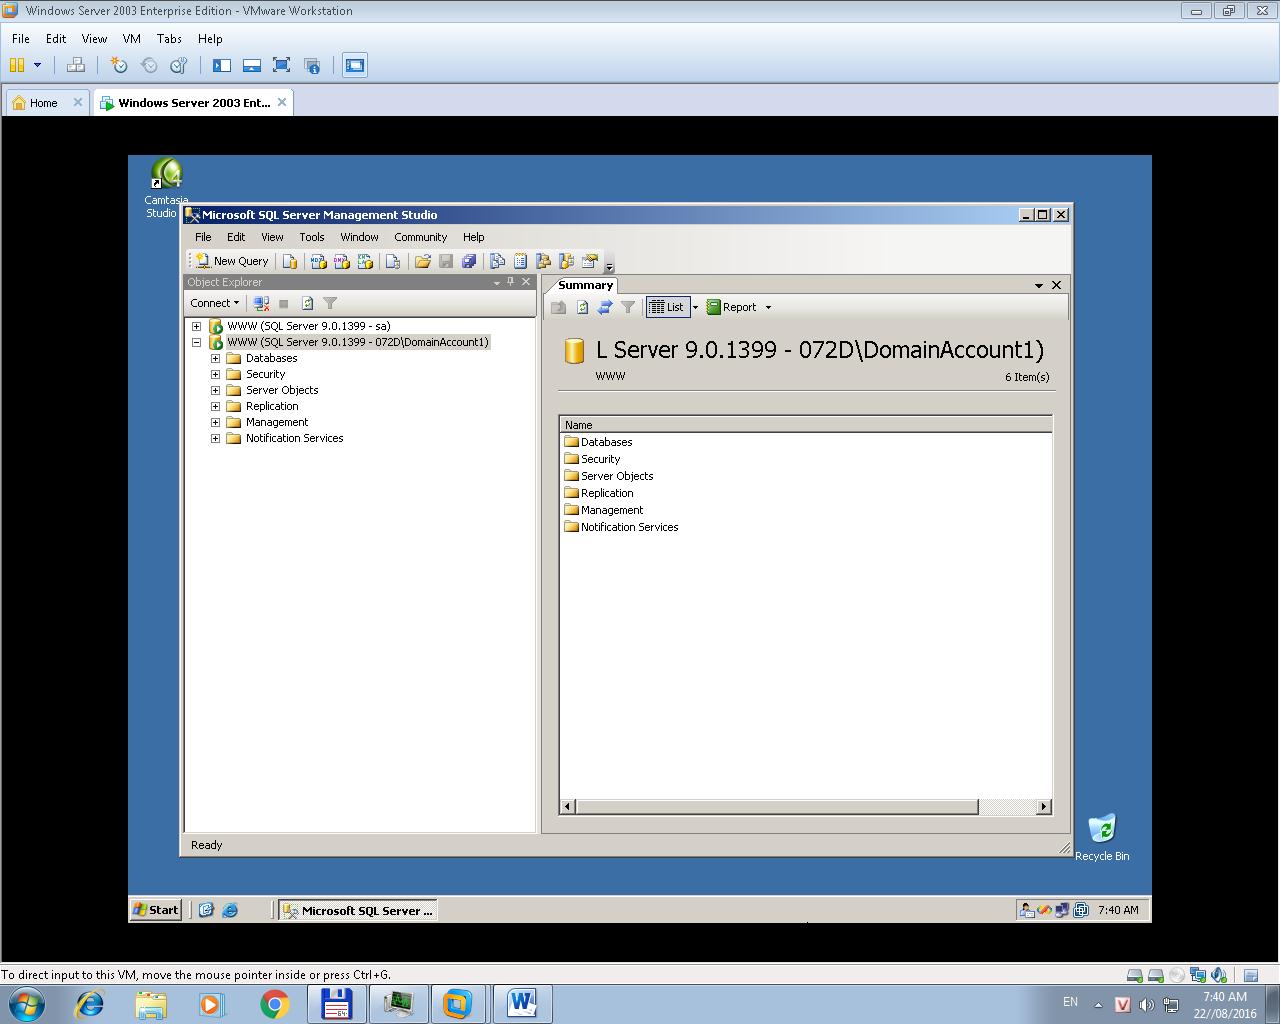 Windows Server 2003 Enterprise Edition - VMware Workstation
File Edit View VM Tabs Help
Home
Windows Server 2003 Ent...
Camtasia
Studio
4
Microsoft SQL Server Management Studio
File Edit View Tools Window Community Help
New Query
Object Explorer
Connect
WWW (SQL Server 9.0.1399 - sa)
WWW (SQL Server 9.0.1399 - 072D\DomainAccount1)
Databases
Security
Server Objects
Replication
Management
Notification Services
Summary
List
Report
L Server 9.0.1399 - 072D\DomainAccount1)
WWW
6 Item(s)
Name
Databases
Security
Server Objects
Replication
Management
Notification Services
Ready
Recycle Bin
Start
Microsoft SQL Server ...
7:40 AM
To direct input to this VM, move the mouse pointer inside or press Ctrl+G.
64
W
EN
V
7:40 AM
22//08/2016